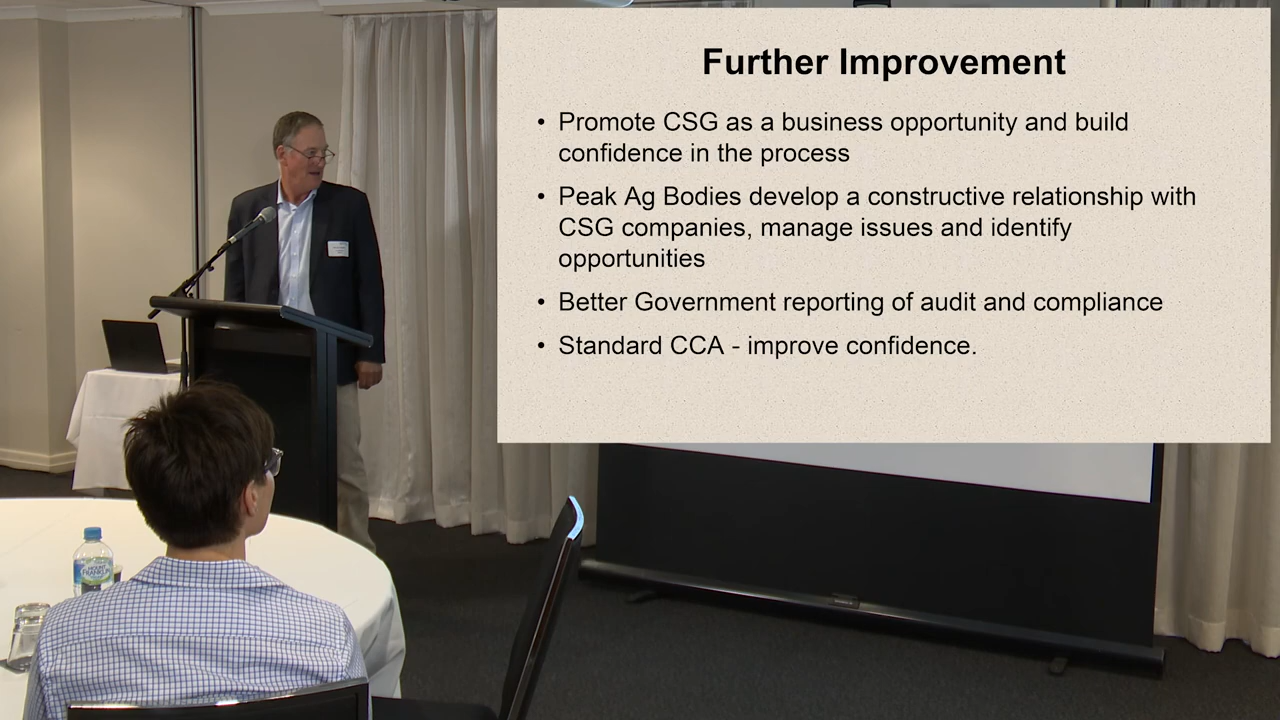 Further Improvement
• Promote CSG as a business opportunity and build
confidence in the process
• Peak Ag Bodies develop a constructive relationship with
CSG companies, manage issues and identify
opportunities
• Better Government reporting of audit and compliance
• Standard CCA - improve confidence.
MOUNT
FRANKLIN